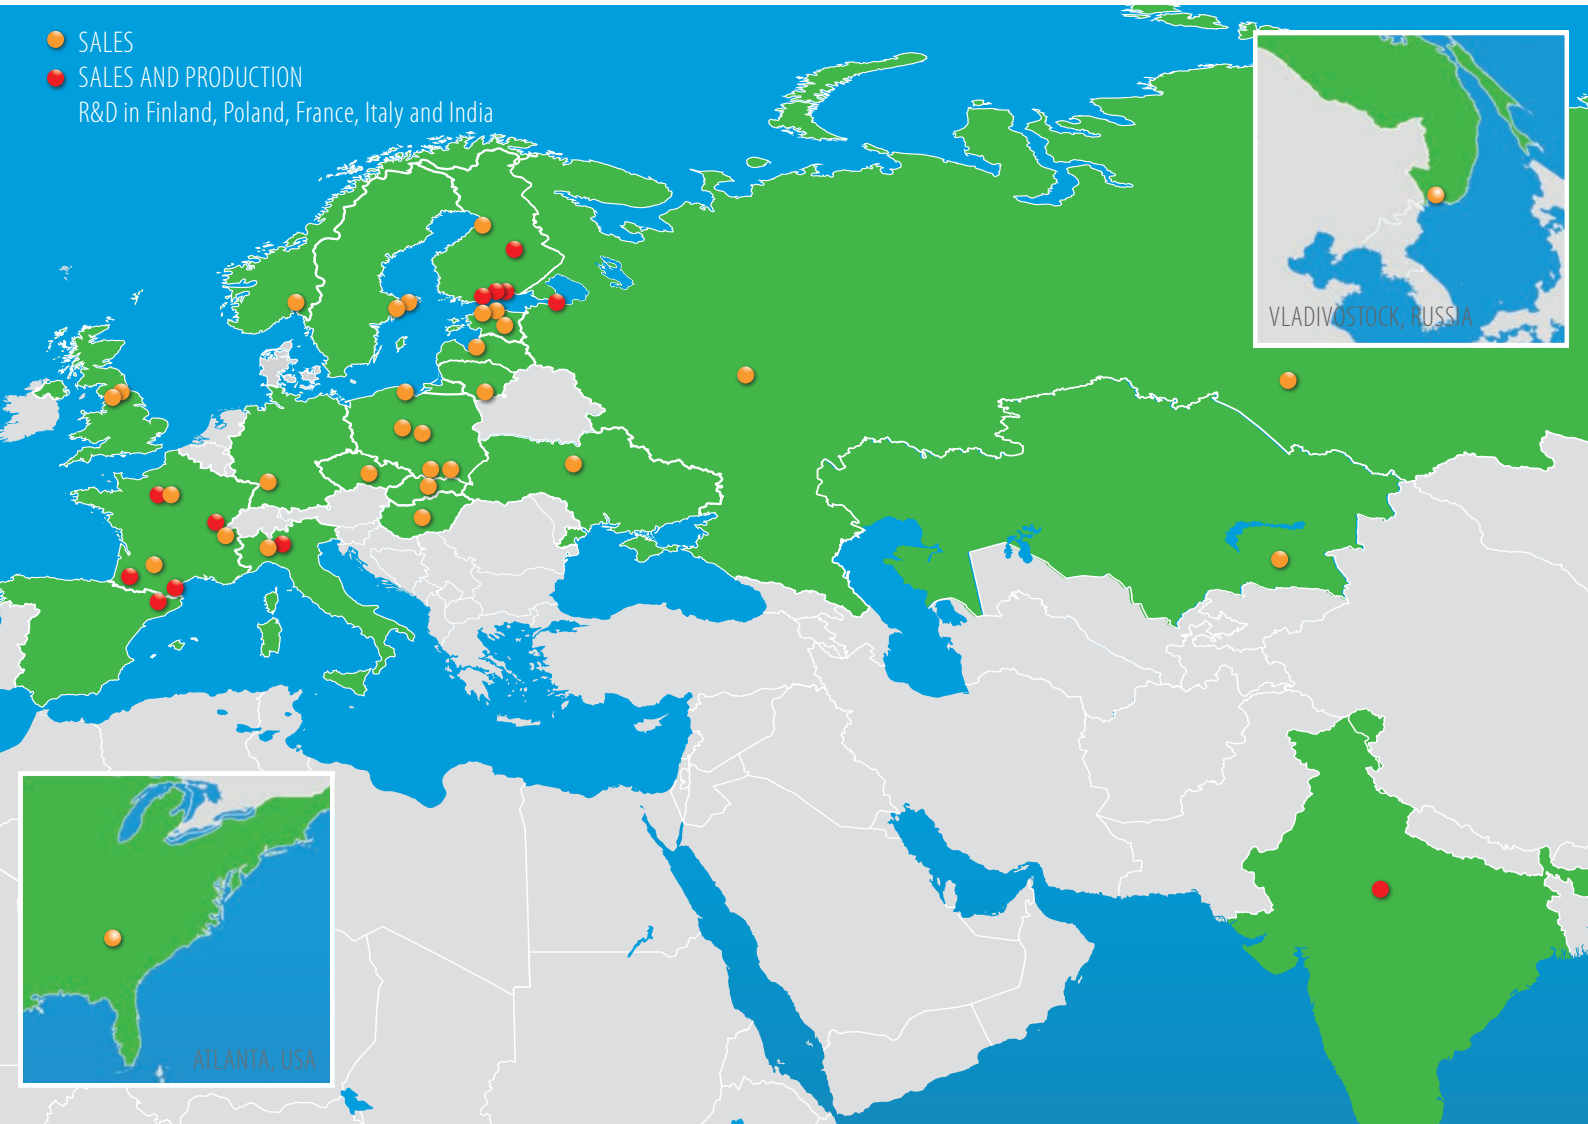 SALES
SALES AND PRODUCTION
R&D in Finland, Poland, France, Italy and India
VLADIVOSTOCK, RUSSIA
ATLANTA, USA